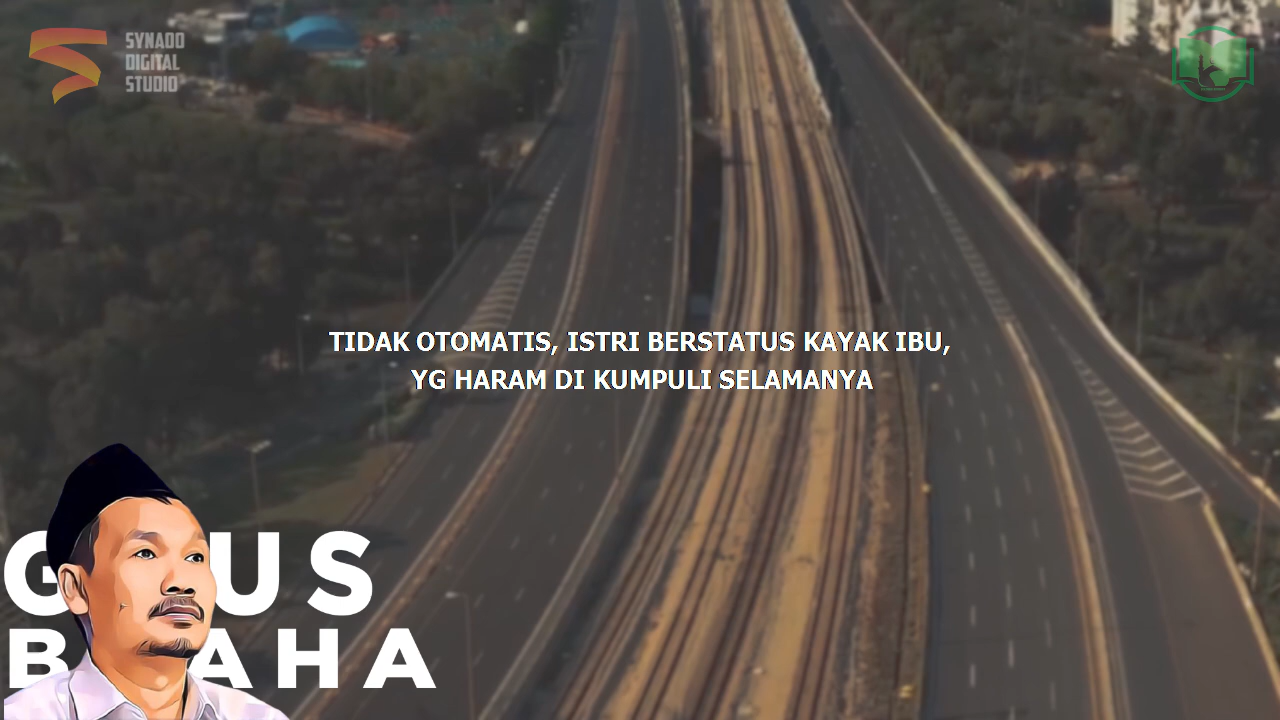 SYNADO
DIGITAL
STUDIO
TIDAK OTOMATIS, ISTRI BERSTATUS KAYAK IBU,
YG HARAM DI KUMPULI SELAMANYA
GUS
BAHA